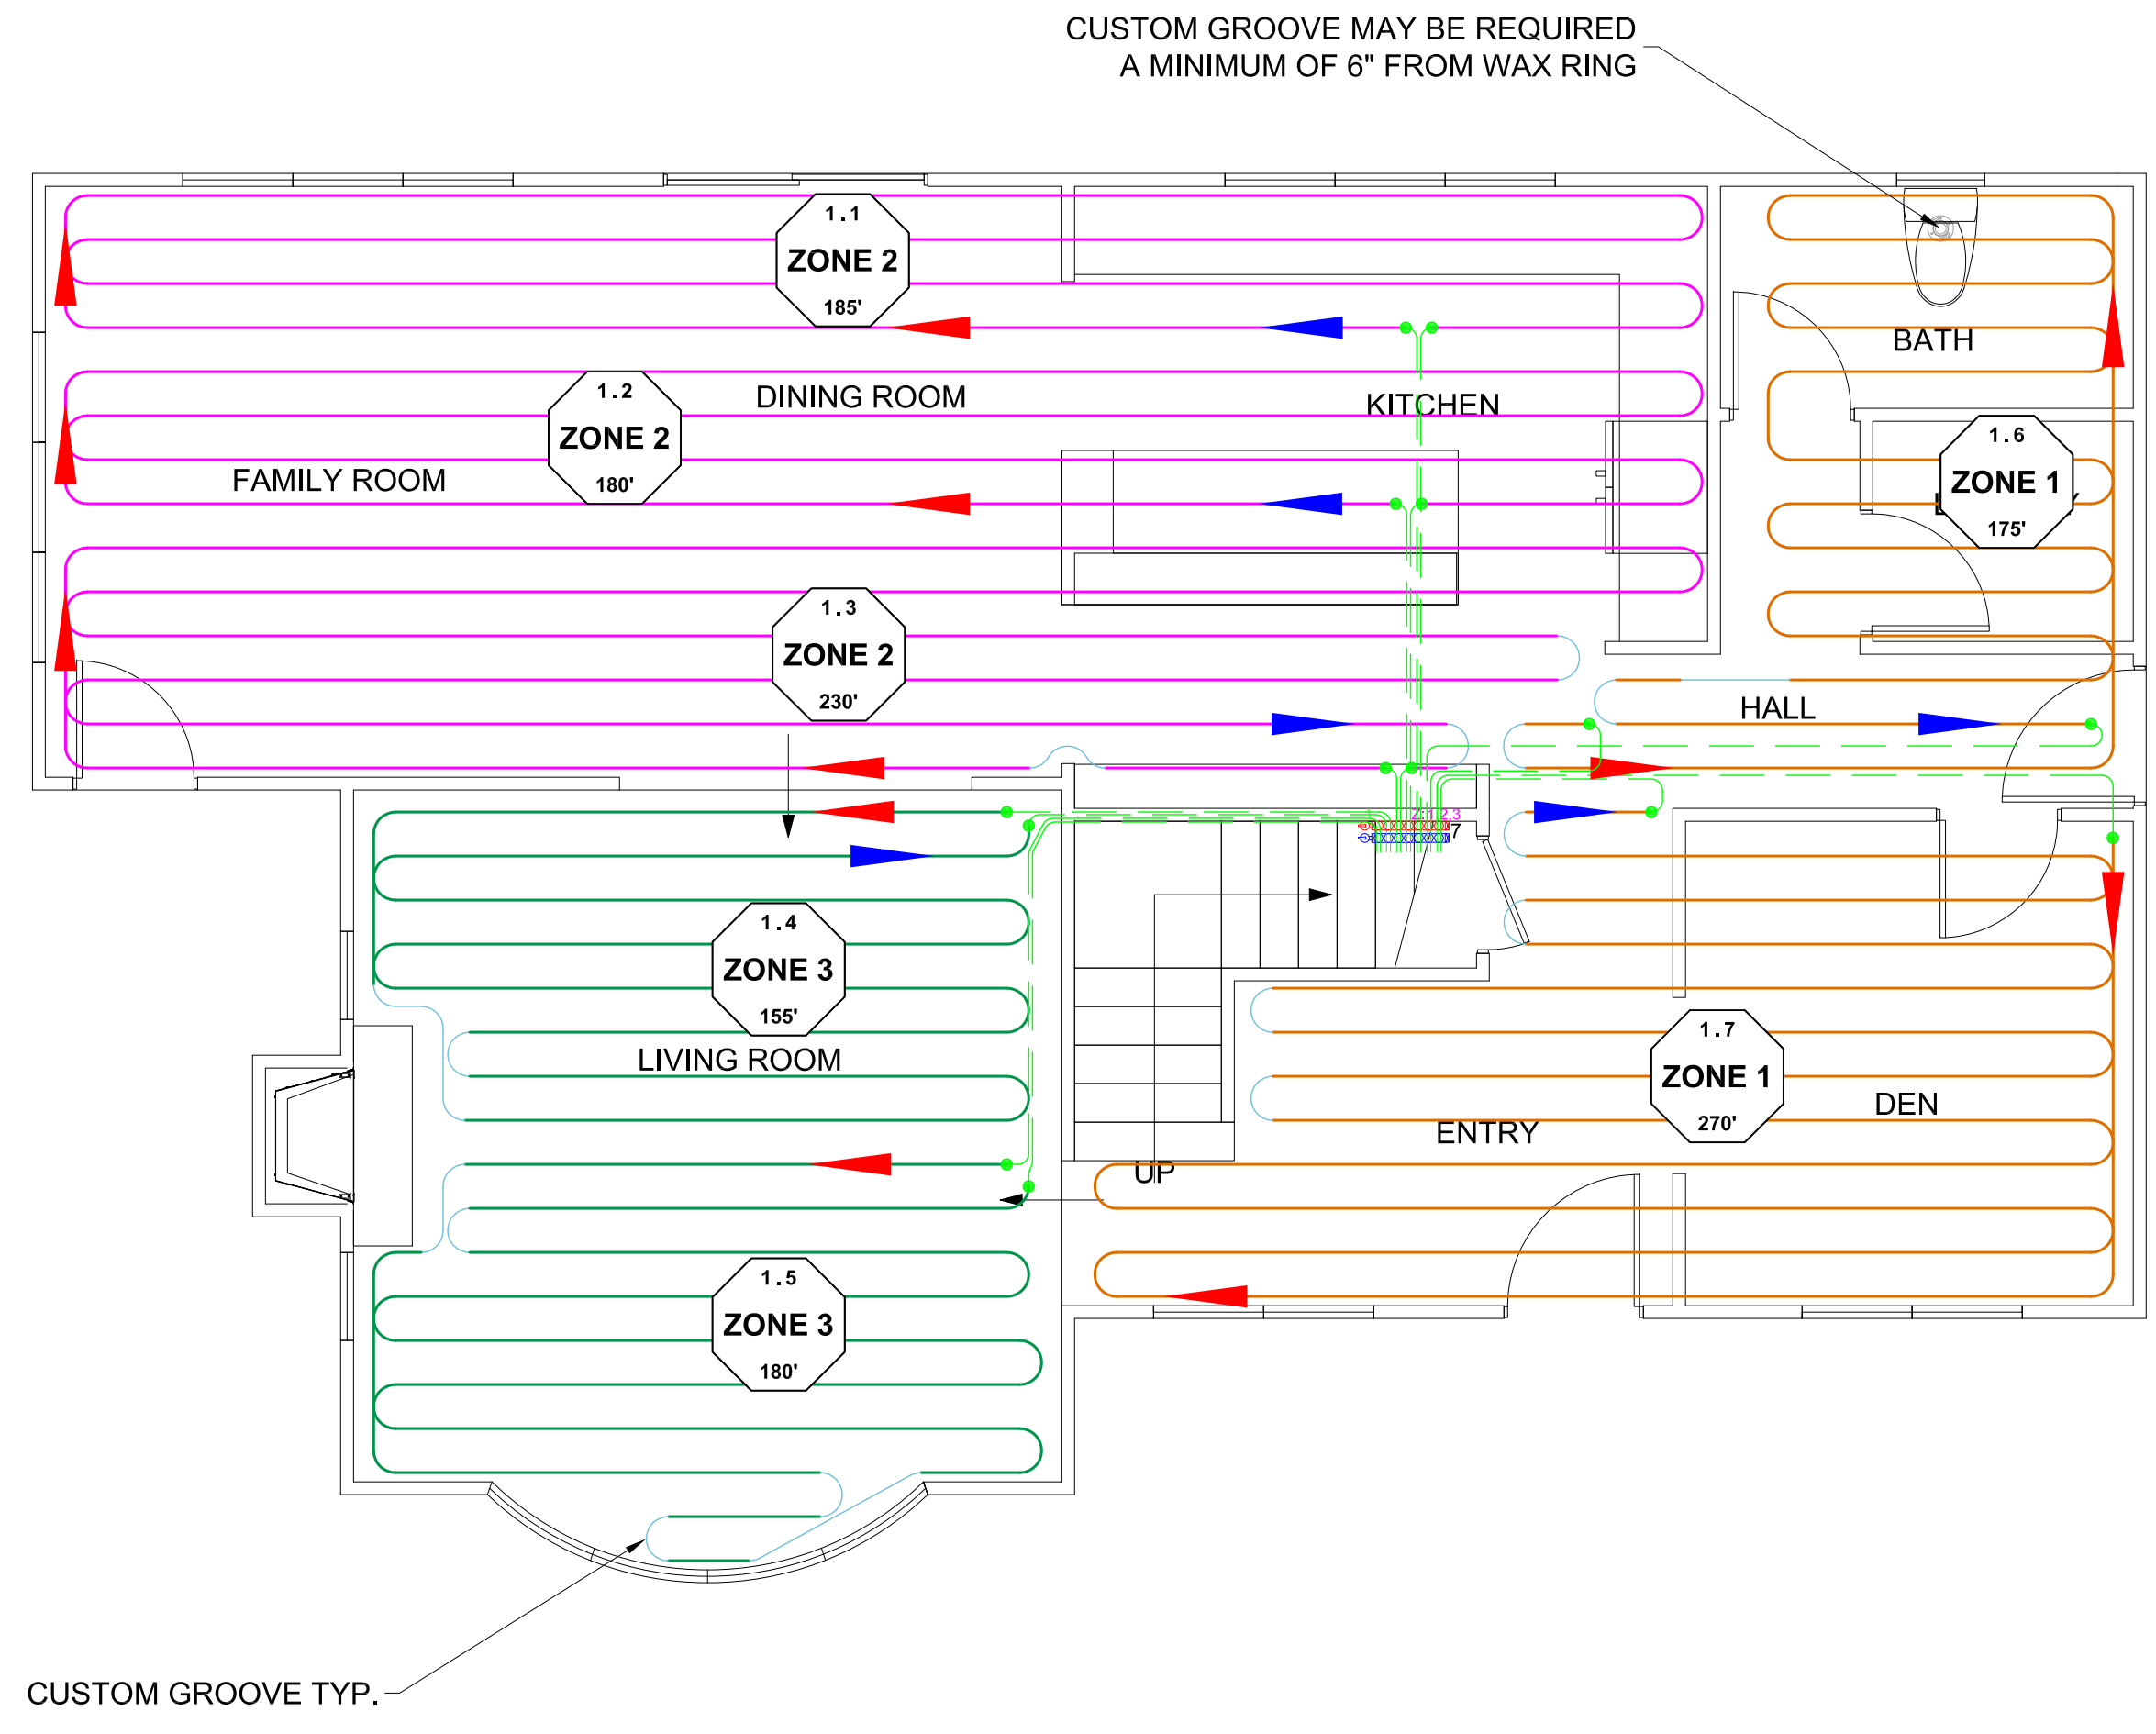 CUSTOM GROOVE MAY BE REQUIRED
A MINIMUM OF 6" FROM WAX RING
1.1
ZONE 2
185'
BATH
1.2
ZONE 2
180'
DINING ROOM
KITCHEN
FAMILY ROOM
1.6
ZONE 1
175'
1.3
ZONE 2
230'
HALL
7
1.4
ZONE 3
155'
LIVING ROOM
1.7
ZONE 1
270'
DEN
ENTRY
UP
1.5
ZONE 3
180'
CUSTOM GROOVE TYP.